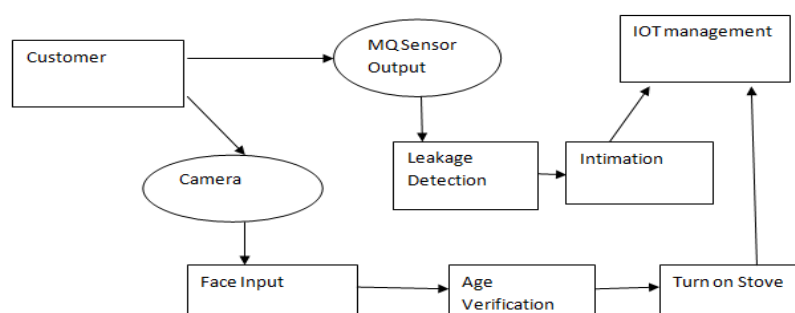 Customer
MQ Sensor
Output
IOT management
Leakage
Detection
Intimation
Camera
Face Input
Age
Verification
Turn on Stove